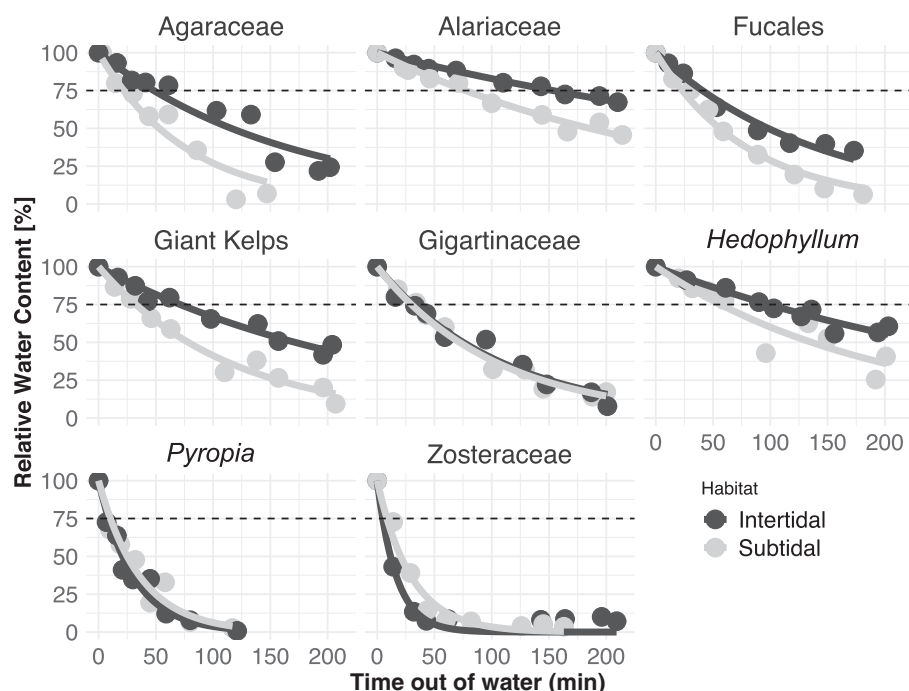 Agaraceae Alariaceae Fucales
100
75
50
25
0
Giant Kelps Gigartinaceae Hedophyllum
100
75
50
25
0
0 50 100 150 200
Pyropia Zosteraceae
100
75
50
25
0
0 50 100 150 200 0 50 100 150 200
Relative Water Content [%]
Time out of water (min)
Habitat
Intertidal
Subtidal